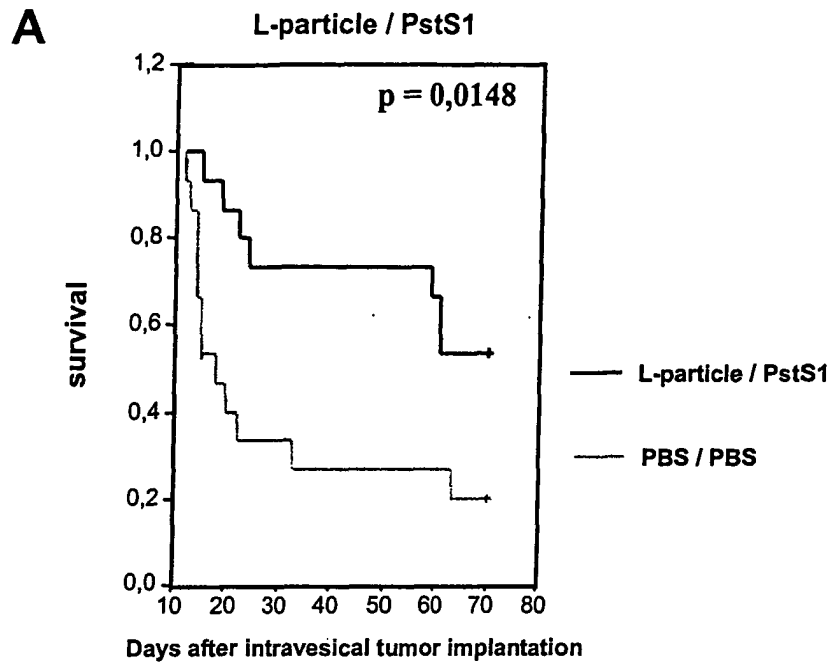 A
L-particle / PstS1
p = 0,0148
1,2
1,0
0,8
0,6
0,4
0,2
0,0
survival
10 20 30 40 50 60 70 80
Days after intravesical tumor implantation
L-particle / PstS1
PBS / PBS